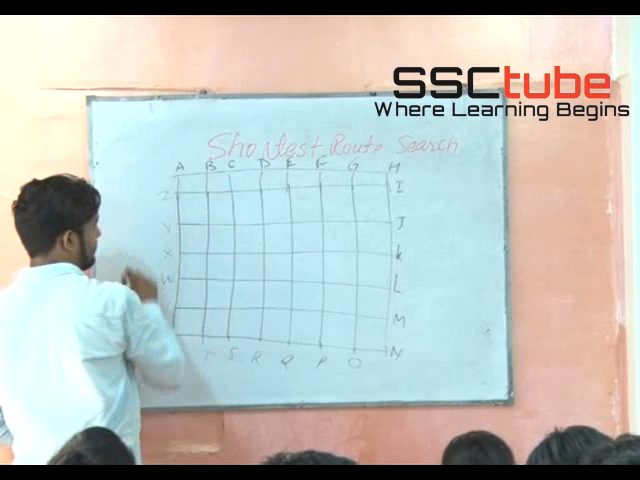 SSCtube
Where Learning Begins
Shortest Route Search
A B C D E F G H
Z I
Y J
X K
W L
M
T S R Q P O N